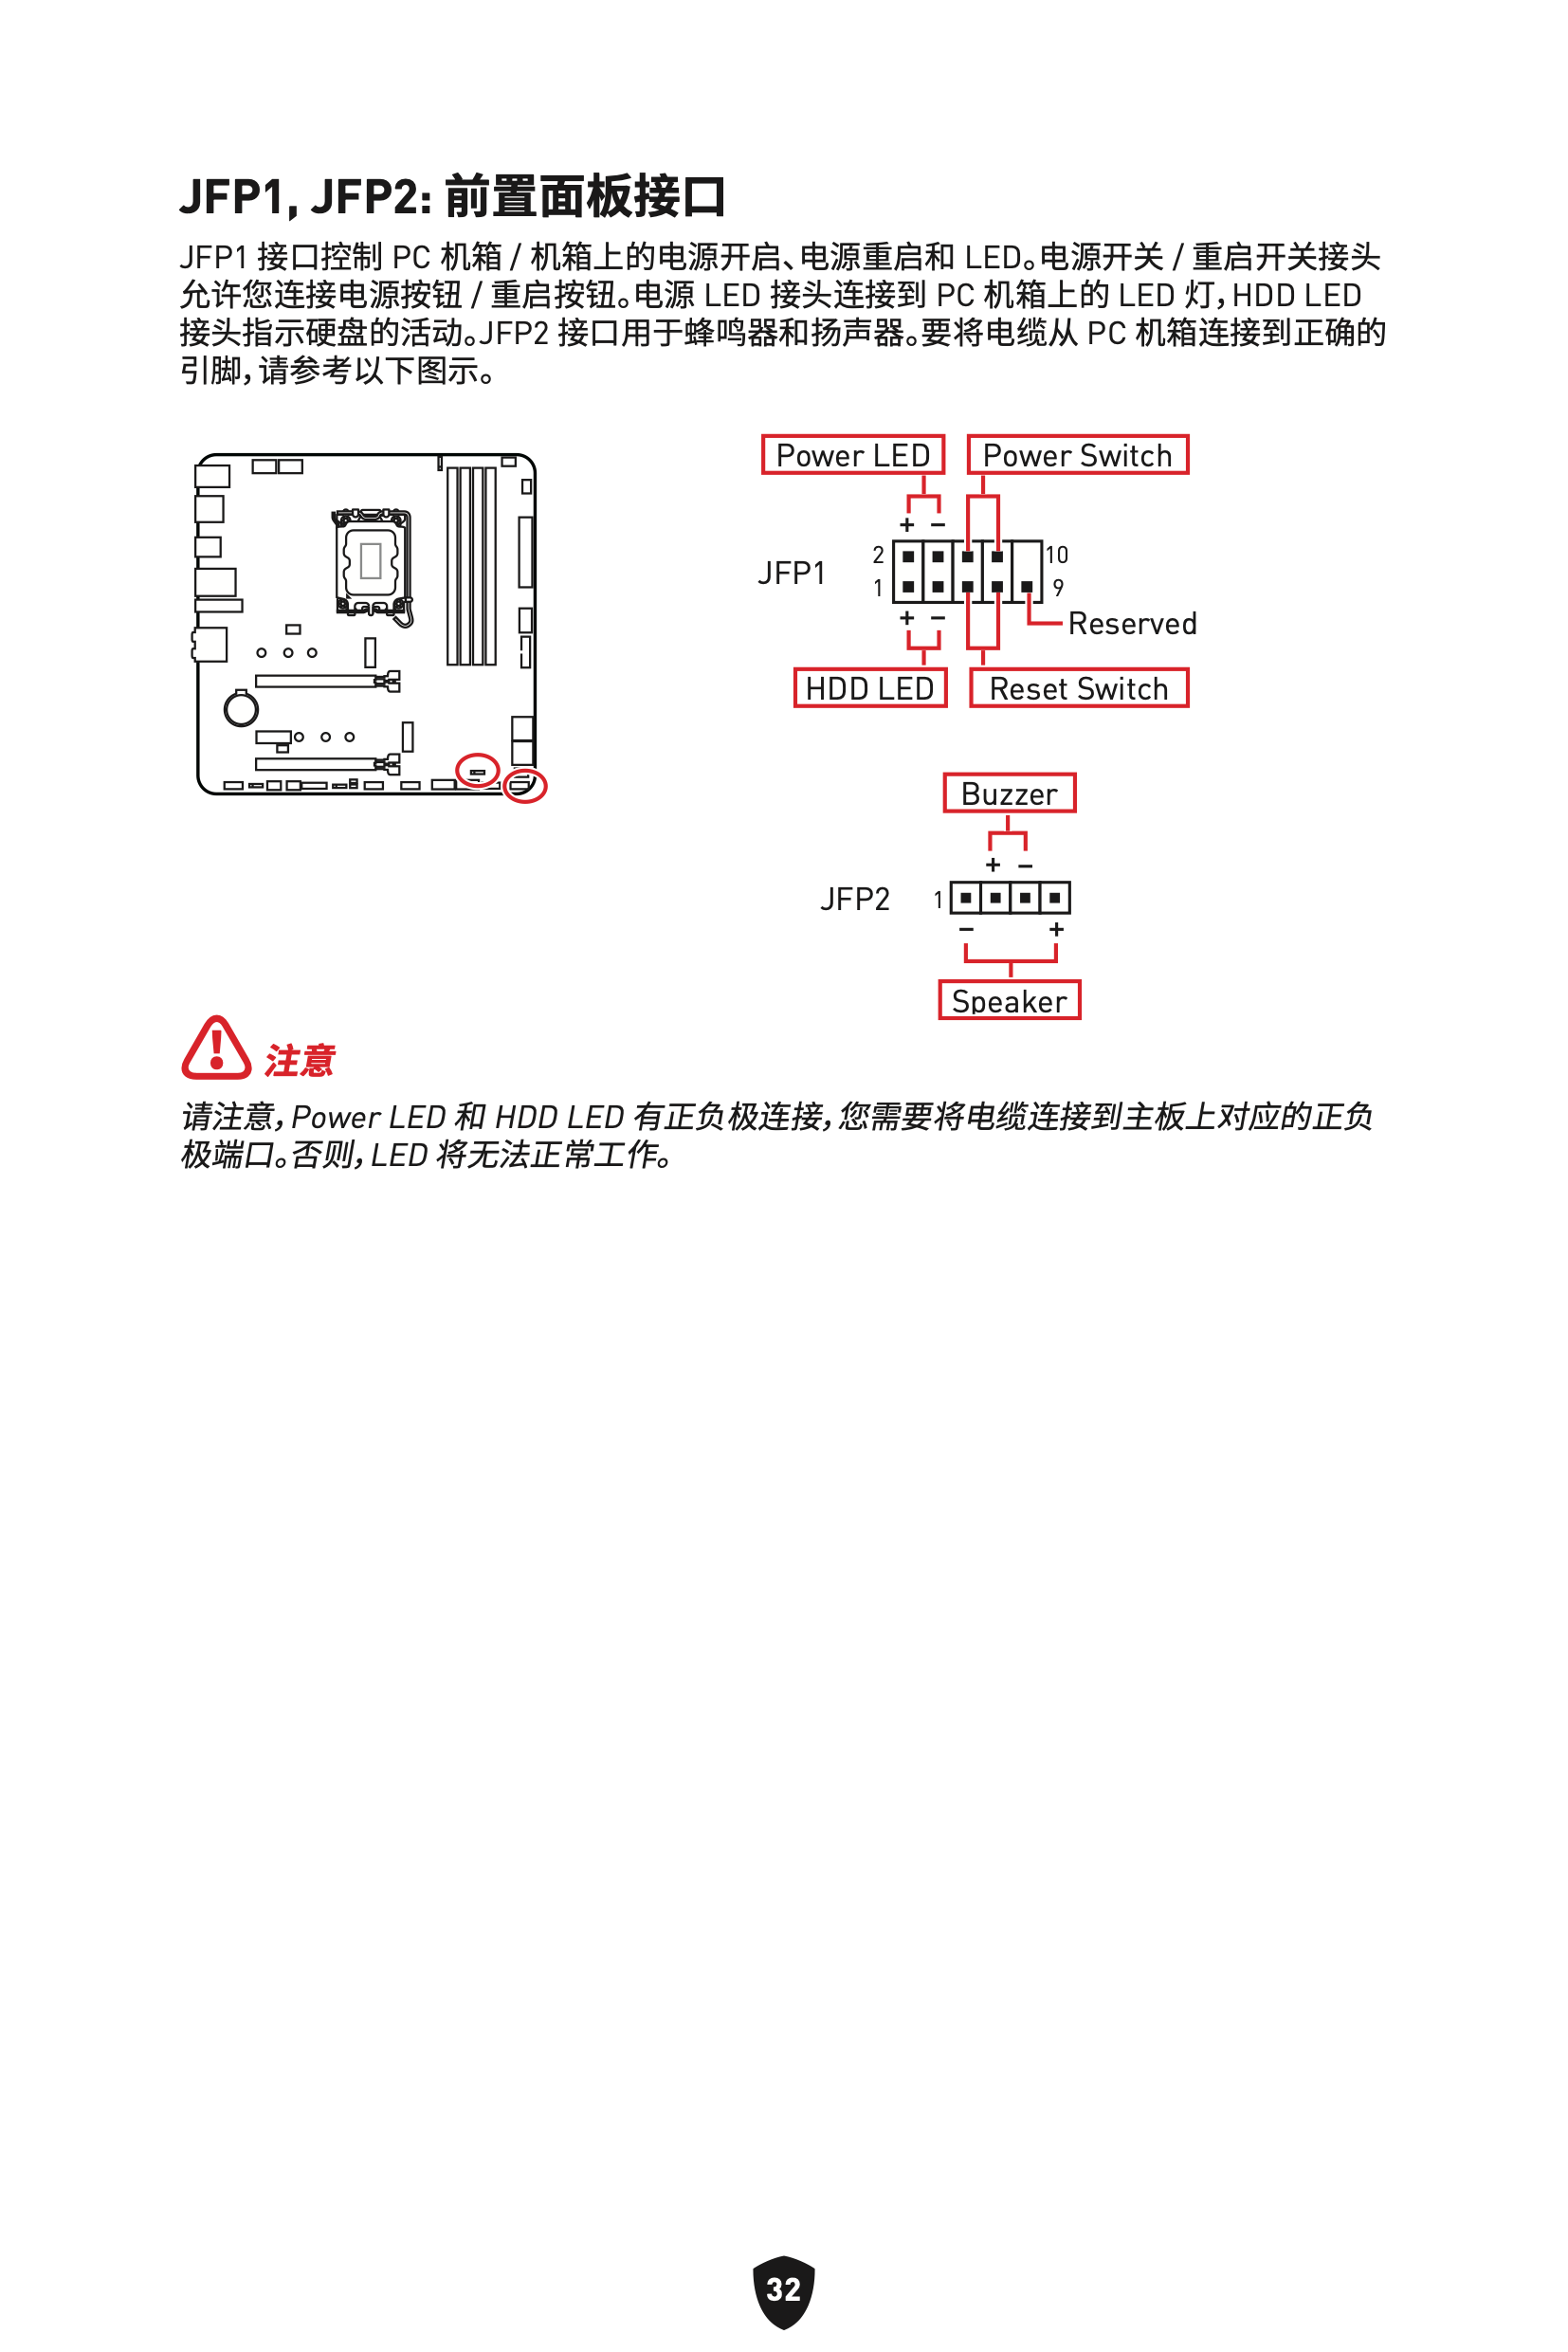 JFP1, JFP2: 前置面板接口
JFP1 接口控制 PC 机箱 / 机箱上的电源开启、电源重启和 LED。电源开关 / 重启开关接头
允许您连接电源按钮 / 重启按钮。电源 LED 接头连接到 PC 机箱上的 LED 灯，HDD LED
接头指示硬盘的活动。JFP2 接口用于蜂鸣器和扬声器。要将电缆从 PC 机箱连接到正确的
引脚，请参考以下图示。
Power LED
Power Switch
+ −
2
10
JFP1
1
9
+ −
Reserved
HDD LED
Reset Switch
Buzzer
+ −
JFP2
1
− +
Speaker
注意
请注意，Power LED 和 HDD LED 有正负极连接，您需要将电缆连接到主板上对应的正负
极端口。否则，LED 将无法正常工作。
32